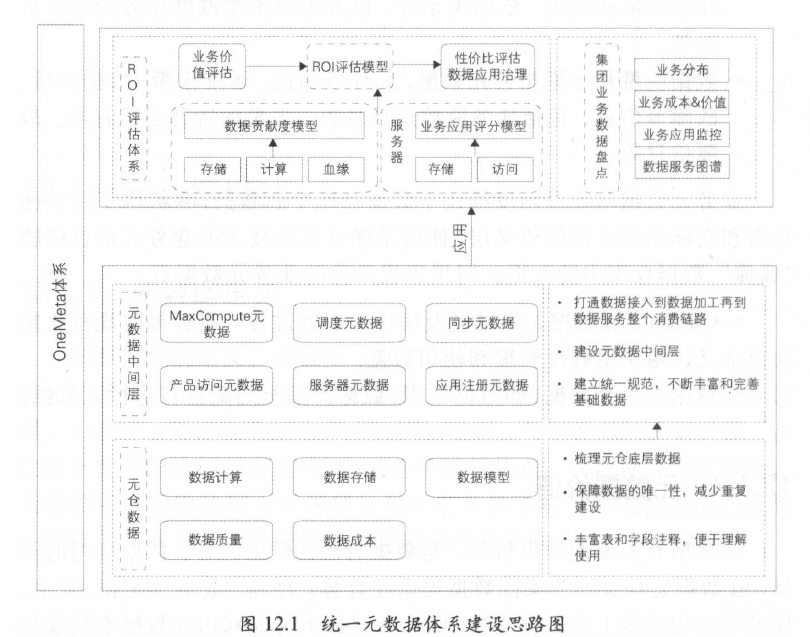 OneMeta体系
ROI评估体系
业务价
值评估
ROI评估模型
性价比评估
数据应用治理
数据贡献度模型
存储
计算
血缘
服务器
业务应用评分模型
存储
访问
集团业务数据盘点
业务分布
业务成本&价值
业务应用监控
数据服务图谱
应用
元数据中间层
MaxCompute元
数据
调度元数据
同步元数据
产品访问元数据
服务器元数据
应用注册元数据
• 打通数据接入到数据加工再到
数据服务整个消费链路
• 建设元数据中间层
• 建立统一规范，不断丰富和完善
基础数据
元仓数据
数据计算
数据存储
数据模型
数据质量
数据成本
• 梳理元仓底层数据
• 保障数据的唯一性，减少重复
建设
• 丰富表和字段注释，便于理解
使用
图 12.1 统一元数据体系建设思路图